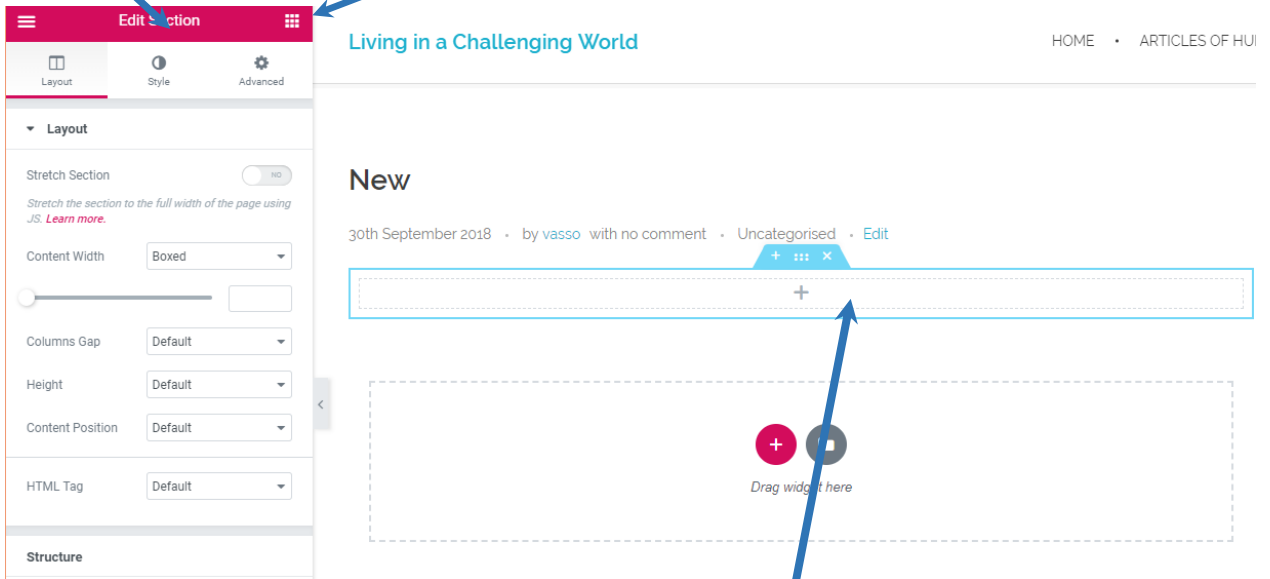 Edit Section
Layout
Style
Advanced
Layout
Stretch Section
NO
Stretch the section to the full width of the page using
JS. Learn more.
Content Width
Boxed
Columns Gap
Default
Height
Default
Content Position
Default
HTML Tag
Default
Structure
Living in a Challenging World
HOME • ARTICLES OF
New
30th September 2018 • by vasso with no comment • Uncategorised • Edit
Drag widget here